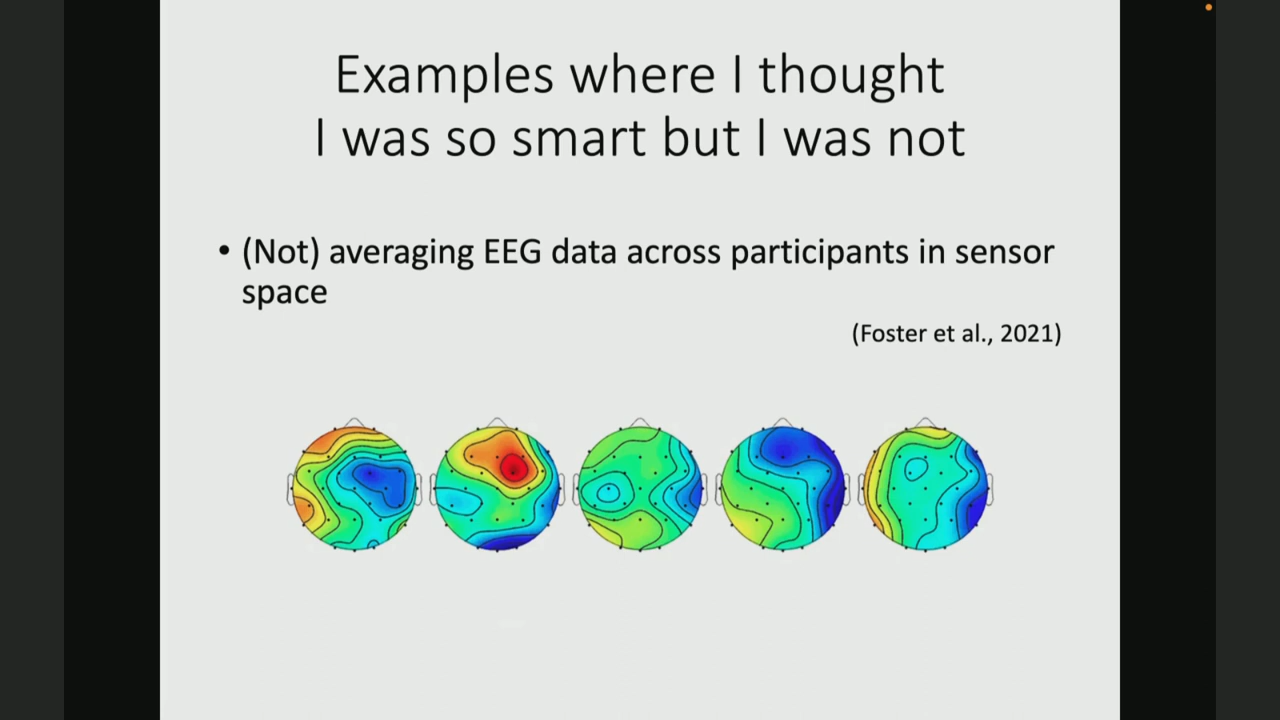 Examples where I thought
I was so smart but I was not
• (Not) averaging EEG data across participants in sensor
space
(Foster et al., 2021)